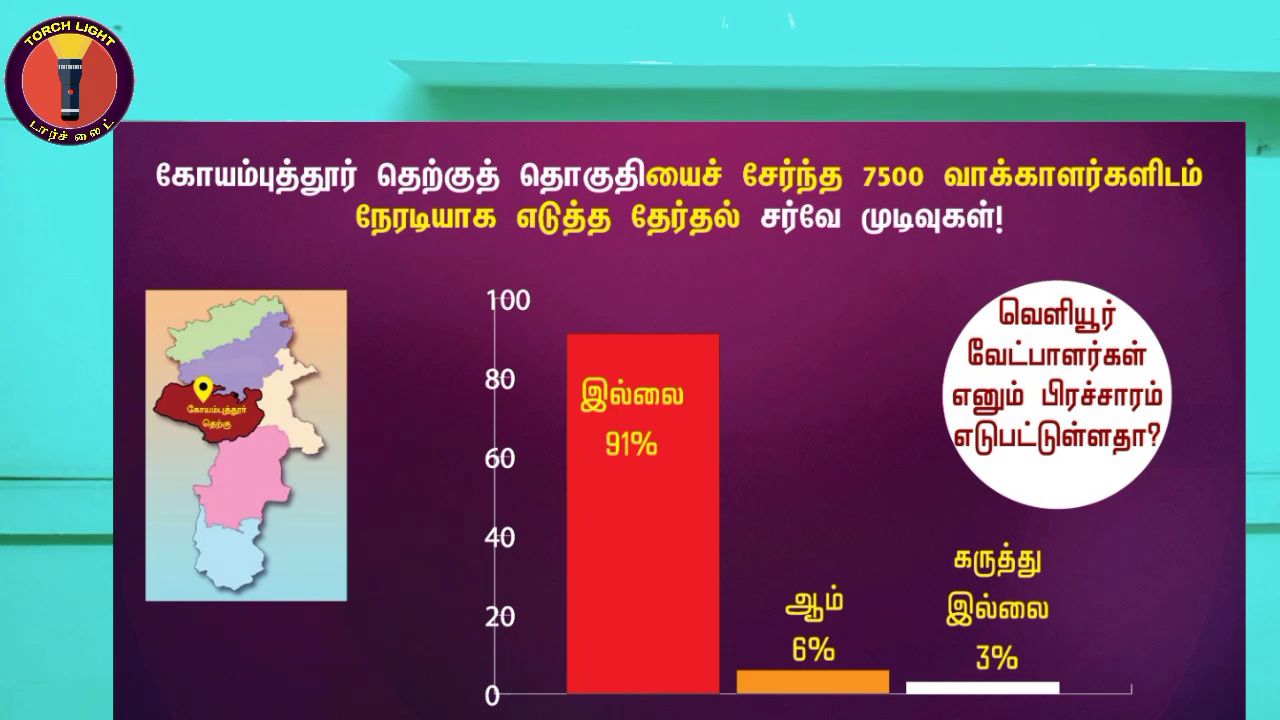 TORCH LIGHT
டார்ச் லைட்
கோயம்புத்தூர் தெற்குத் தொகுதியைச் சேர்ந்த 7500 வாக்காளர்களிடம்
நேரடியாக எடுத்த தேர்தல் சர்வே முடிவுகள்!
கோயம்புத்தூர்
தெற்கு
100
80
60
40
20
0
இல்லை
91%
ஆம்
6%
கருத்து
இல்லை
3%
வெளியூர்
வேட்பாளர்கள்
எனும் பிரச்சாரம்
எடுபட்டுள்ளதா?